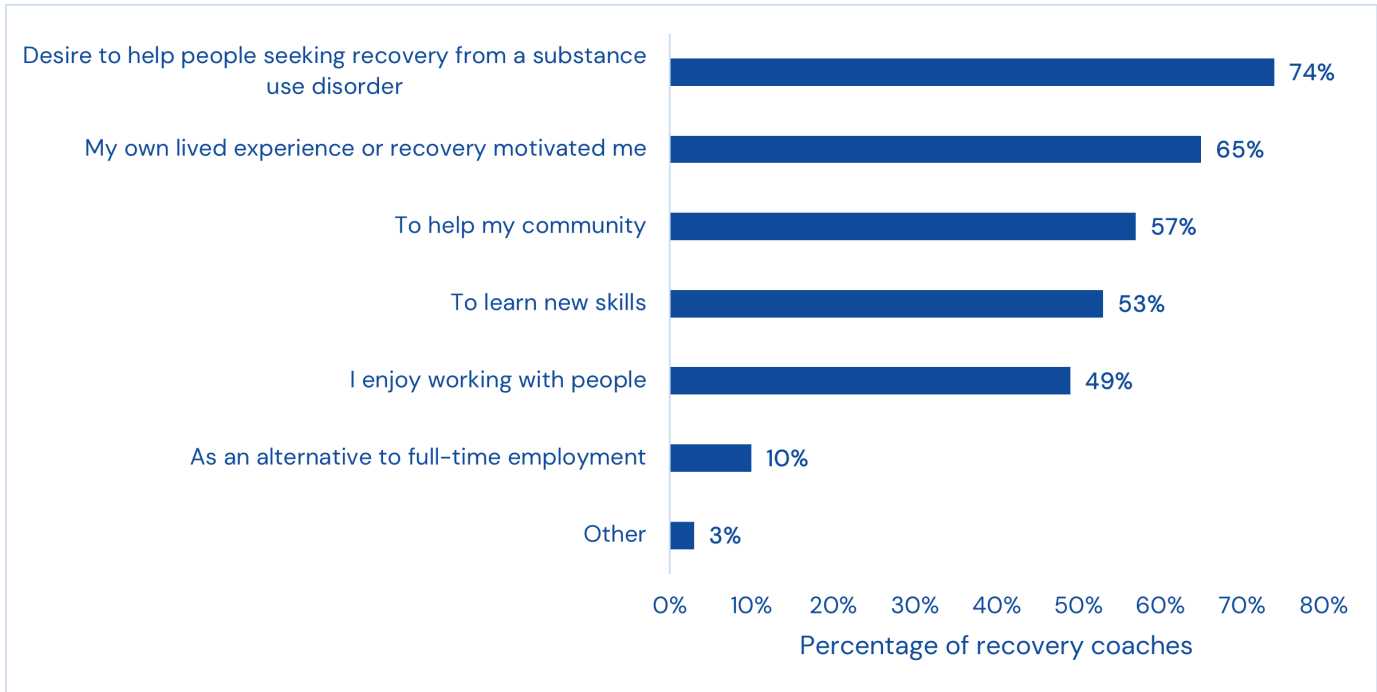 Desire to help people seeking recovery from a substance
use disorder
74%
My own lived experience or recovery motivated me
65%
To help my community
57%
To learn new skills
53%
I enjoy working with people
49%
As an alternative to full-time employment
10%
Other
3%
0% 10% 20% 30% 40% 50% 60% 70% 80%
Percentage of recovery coaches